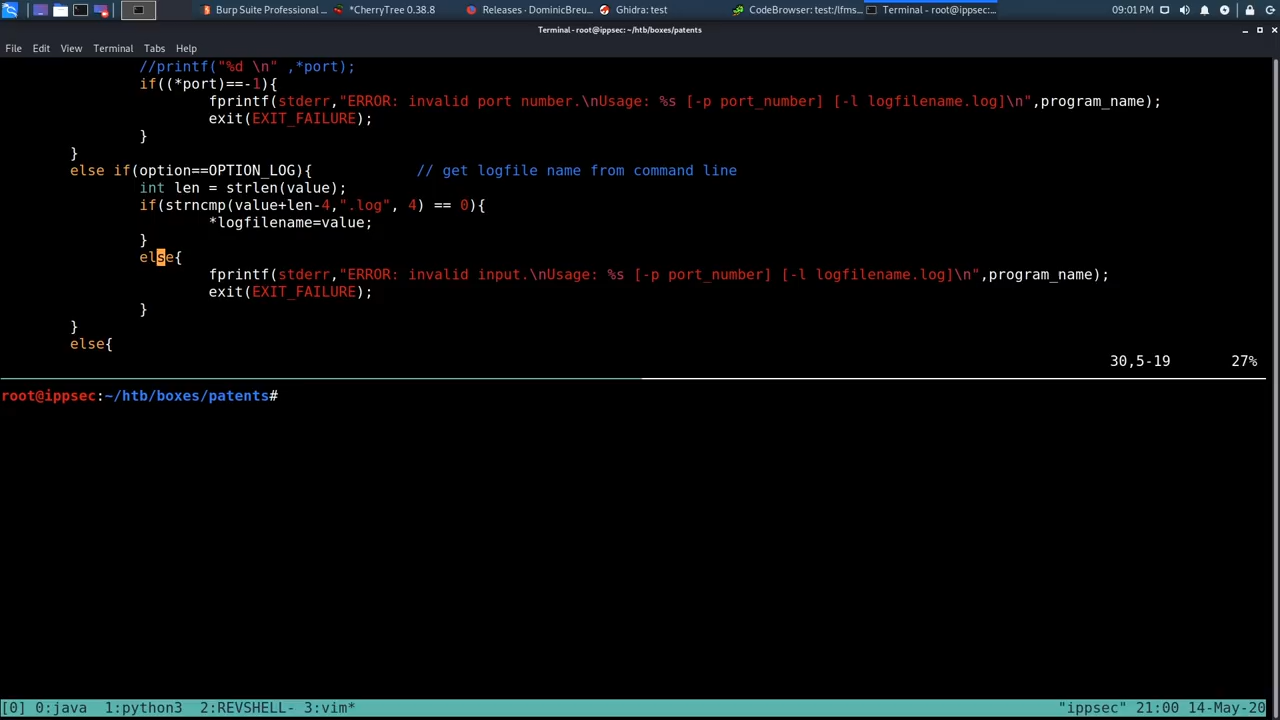 Burp Suite Professional ...
*CherryTree 0.38.8
Releases · DominicBreu...
Ghidra: test
CodeBrowser: test:/lfms...
Terminal - root@ippsec:...
09:01 PM
Terminal - root@ippsec: ~/htb/boxes/patents
File Edit View Terminal Tabs Help
//printf("%d \n" ,*port);
if((*port)==-1){
fprintf(stderr,"ERROR: invalid port number.\nUsage: %s [-p port_number] [-l logfilename.log]\n",program_name);
exit(EXIT_FAILURE);
}
}
else if(option==OPTION_LOG){ // get logfile name from command line
int len = strlen(value);
if(strncmp(value+len-4,".log", 4) == 0){
*logfilename=value;
}
else{
fprintf(stderr,"ERROR: invalid input.\nUsage: %s [-p port_number] [-l logfilename.log]\n",program_name);
exit(EXIT_FAILURE);
}
}
else{
30,5-19 27%
root@ippsec:~/htb/boxes/patents#
[0] 0:java 1:python3 2:REVSHELL- 3:vim* "ippsec" 21:00 14-May-20